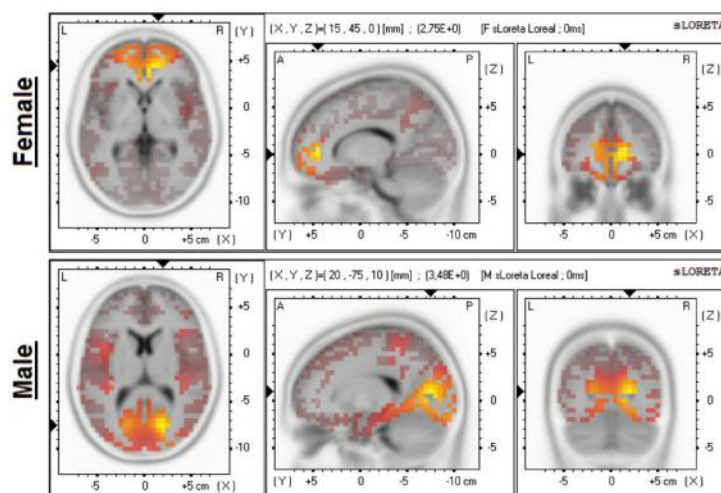 Female
L R (Y) (X,Y,Z)=(15,45,0)[mm] ; (2,75E+0) [F sLoreta Loreal ; 0ms] sLORETA
A P (Z) L R (Z)
+5 0 -5 -10
+5 0 -5
+5 0 -5
-5 0 +5 cm (X)
(Y) +5 0 -5 -10 cm
-5 0 +5 cm (X)
Male
L R (Y) (X,Y,Z)=(20,-75,10)[mm] ; (3,48E+0) [M sLoreta Loreal ; 0ms] sLORETA
A P (Z) L R (Z)
+5 0 -5 -10
+5 0 -5
+5 0 -5
-5 0 +5 cm (X)
(Y) +5 0 -5 -10 cm
-5 0 +5 cm (X)